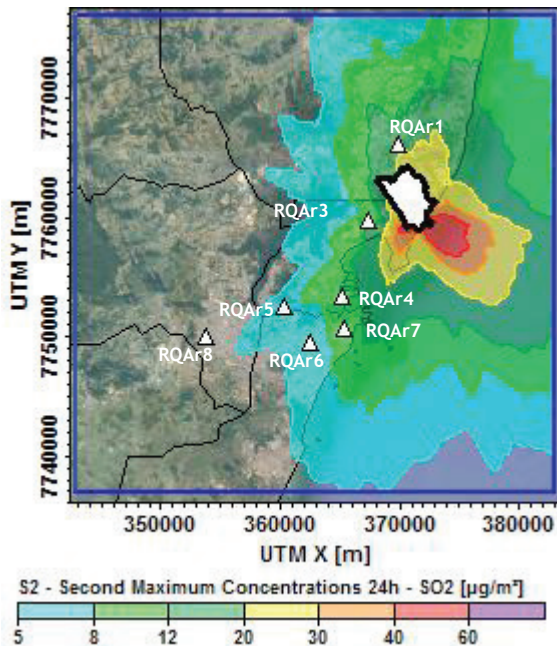 7770000
7760000
7750000
7740000
UTM Y [m]
RQAr1
RQAr3
RQAr4
RQAr5
RQAr7
RQAr6
RQAr8
350000 360000 370000 380000
UTM X [m]
S2 - Second Maximum Concentrations 24h - SO2 [µg/m³]
5 8 12 20 30 40 60